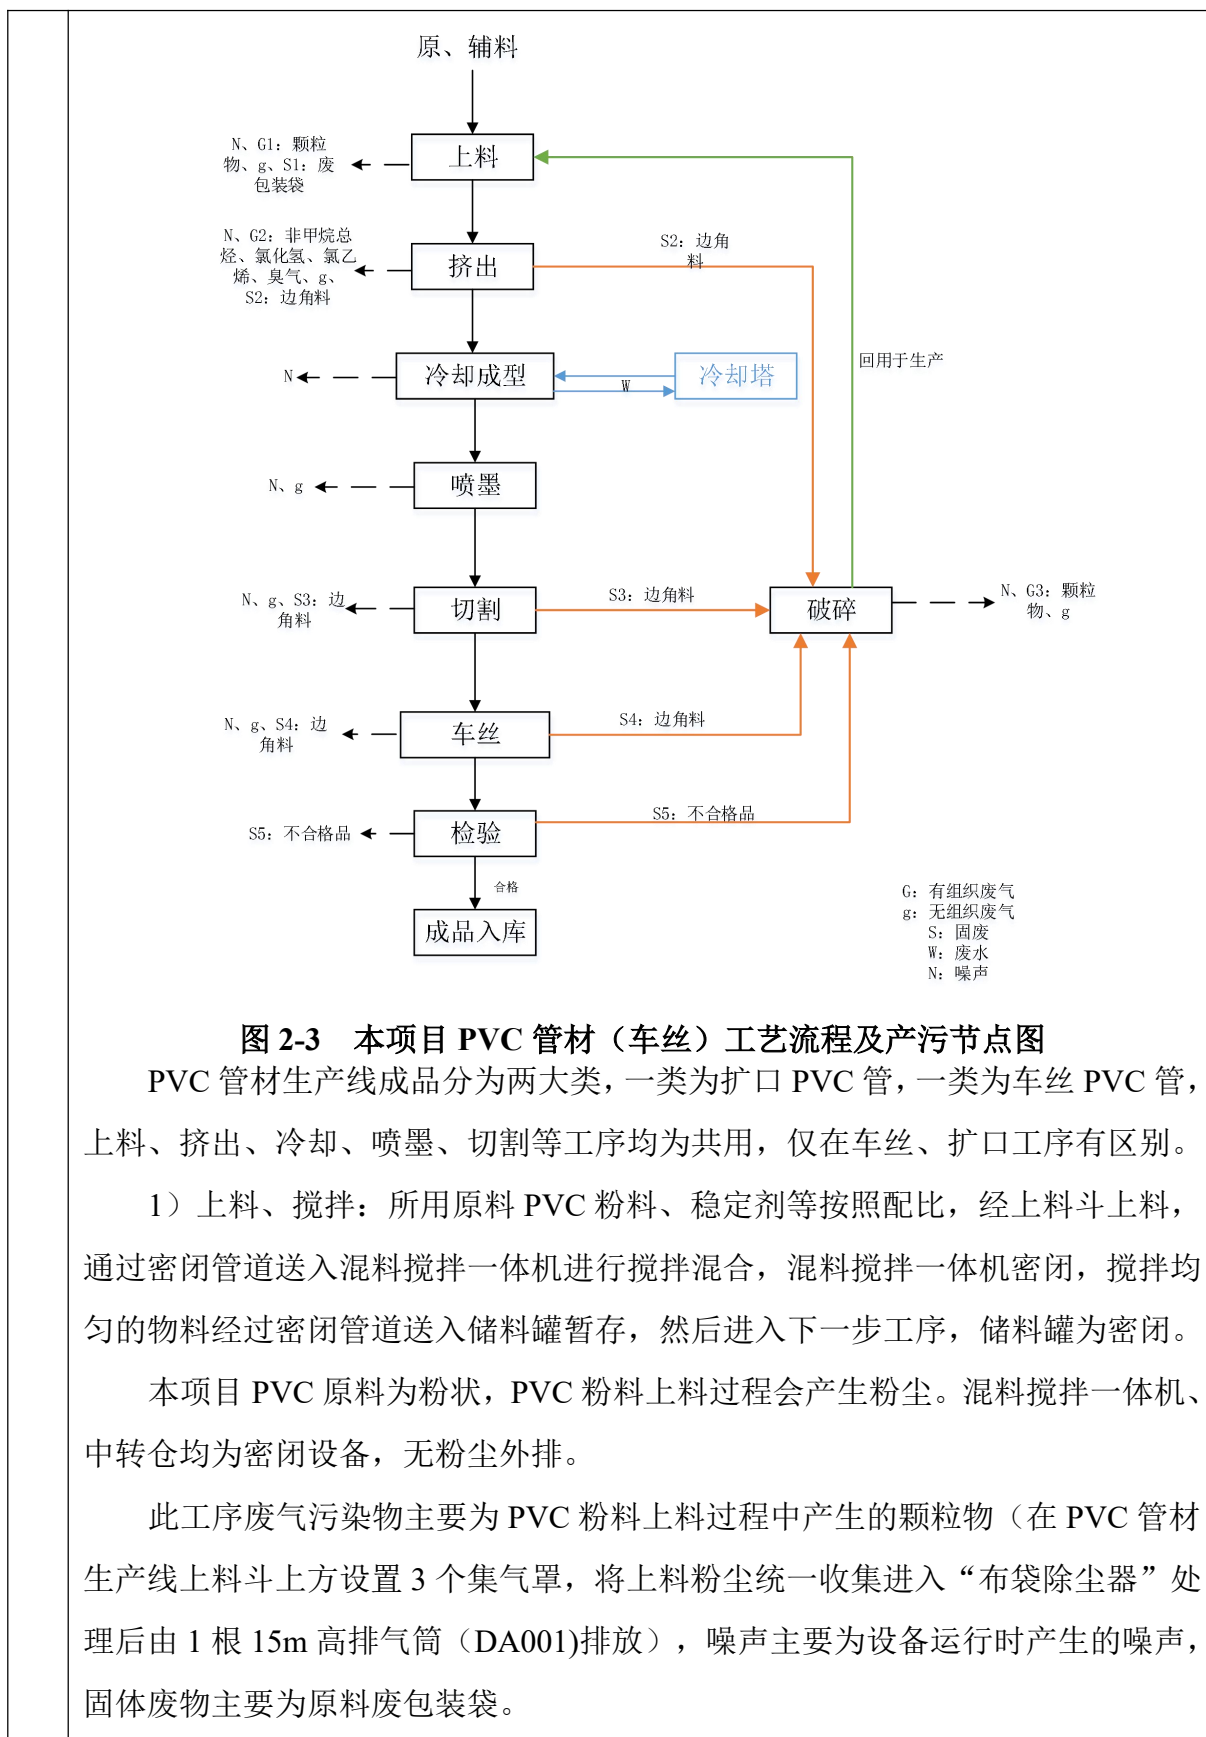 原、辅料
N、G1：颗粒
物、g、S1：废
包装袋
上料
N、G2：非甲烷总
烃、氯化氢、氯乙
烯、臭气、g、
S2：边角料
挤出
S2：边角
料
N
冷却成型
W
冷却塔
回用于生产
N、g
喷墨
N、g、S3：边
角料
切割
S3：边角料
破碎
N、G3：颗粒
物、g
N、g、S4：边
角料
车丝
S4：边角料
S5：不合格品
检验
S5：不合格品
合格
成品入库
G：有组织废气
g：无组织废气
S：固废
W：废水
N：噪声
图 2-3 本项目 PVC 管材（车丝）工艺流程及产污节点图
PVC 管材生产线成品分为两大类，一类为扩口 PVC 管，一类为车丝 PVC 管，
上料、挤出、冷却、喷墨、切割等工序均为共用，仅在车丝、扩口工序有区别。
1）上料、搅拌：所用原料 PVC 粉料、稳定剂等按照配比，经上料斗上料，
通过密闭管道送入混料搅拌一体机进行搅拌混合，混料搅拌一体机密闭，搅拌均
匀的物料经过密闭管道送入储料罐暂存，然后进入下一步工序，储料罐为密闭。
本项目 PVC 原料为粉状，PVC 粉料上料过程会产生粉尘。混料搅拌一体机、
中转仓均为密闭设备，无粉尘外排。
此工序废气污染物主要为 PVC 粉料上料过程中产生的颗粒物（在 PVC 管材
生产线上料斗上方设置 3 个集气罩，将上料粉尘统一收集进入“布袋除尘器”处
理后由 1 根 15m 高排气筒（DA001)排放），噪声主要为设备运行时产生的噪声，
固体废物主要为原料废包装袋。